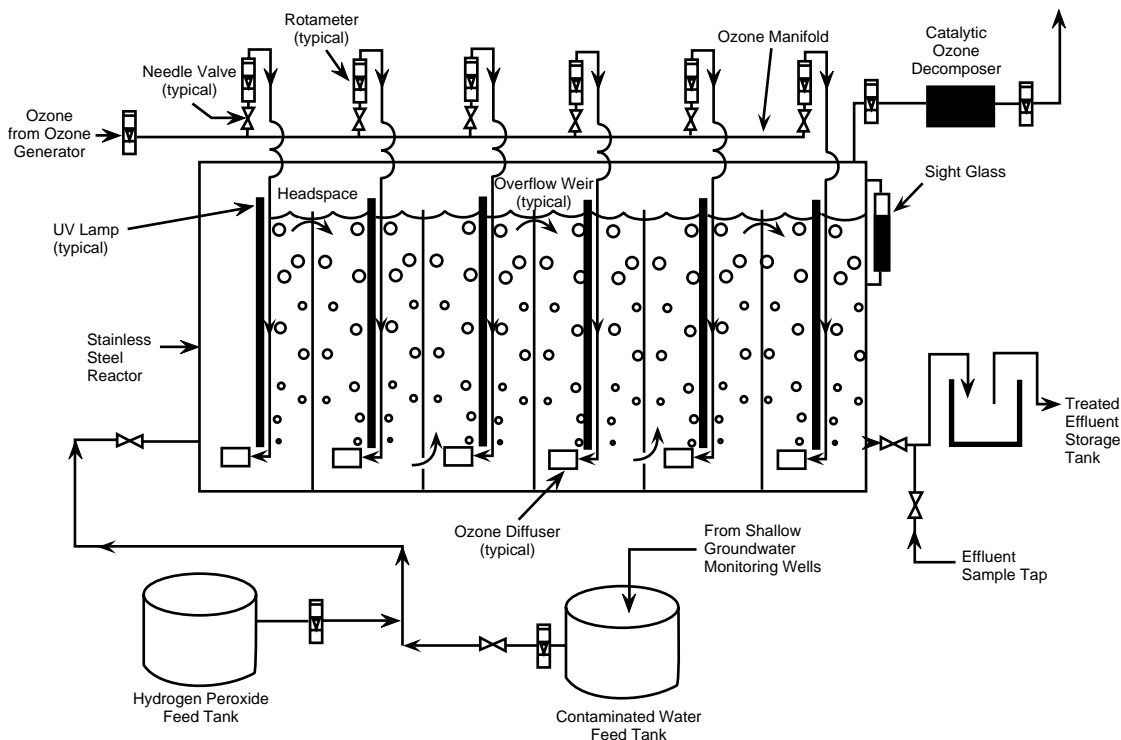 Rotameter
(typical)
Ozone Manifold
Catalytic
Ozone
Decomposer
Needle Valve
(typical)
Ozone
from Ozone
Generator
Sight Glass
Headspace
Overflow Weir
(typical)
UV Lamp
(typical)
Stainless
Steel
Reactor
Treated
Effluent
Storage
Tank
Ozone Diffuser
(typical)
From Shallow
Groundwater
Monitoring Wells
Effluent
Sample Tap
Hydrogen Peroxide
Feed Tank
Contaminated Water
Feed Tank